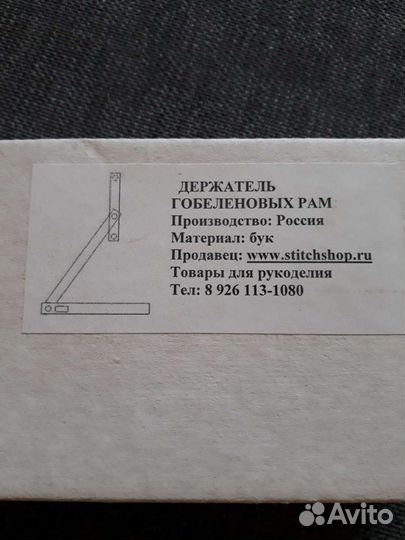 ДЕРЖАТЕЛЬ
ГОБЕЛЕНОВЫХ РАМ
Производство: Россия
Материал: бук
Продавец: www.stitchshop.ru
Товары для рукоделия
Тел: 8 926 113-1080
Avito